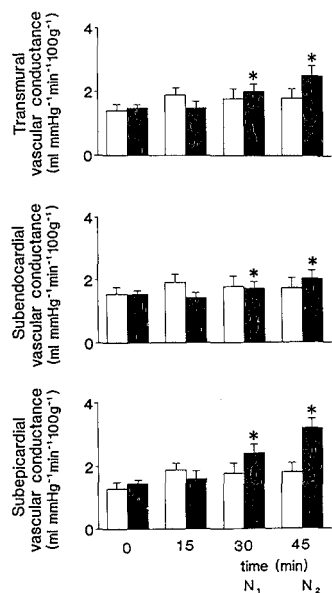 Transmural
vascular conductance
(ml mmHg⁻¹min⁻¹100g⁻¹)
4
2
0
*
*
Subendocardial
vascular conductance
(ml mmHg⁻¹min⁻¹100g⁻¹)
4
2
0
*
*
Subepicardial
vascular conductance
(ml mmHg⁻¹min⁻¹100g⁻¹)
4
2
0
*
*
0 15 30 45
time (min)
N₁ N₂